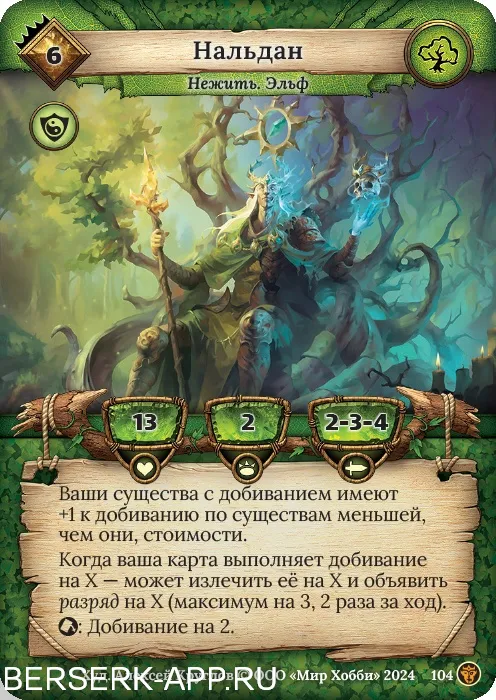 6
Нальдан
Нежить. Эльф
13
2
2-3-4
Ваши существа с добиванием имеют
+1 к добиванию по существам меньшей,
чем они, стоимости.
Когда ваша карта выполняет добивание
на X — может излечить её на X и объявить
разряд на X (максимум на 3, 2 раза за ход).
: Добивание на 2.
© ООО «Мир Хобби» 2024 104
BERSERK-APP.RU